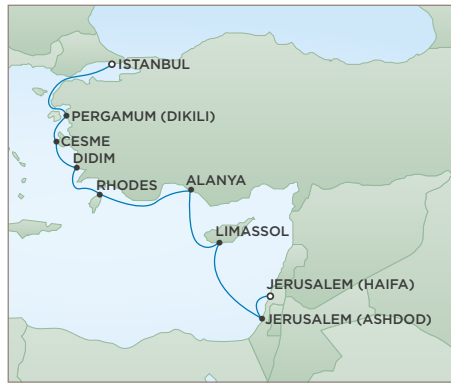 ISTANBUL
PERGAMUM (DIKILI)
CESME
DIDIM
RHODES
ALANYA
LIMASSOL
JERUSALEM (HAIFA)
JERUSALEM (ASHDOD)